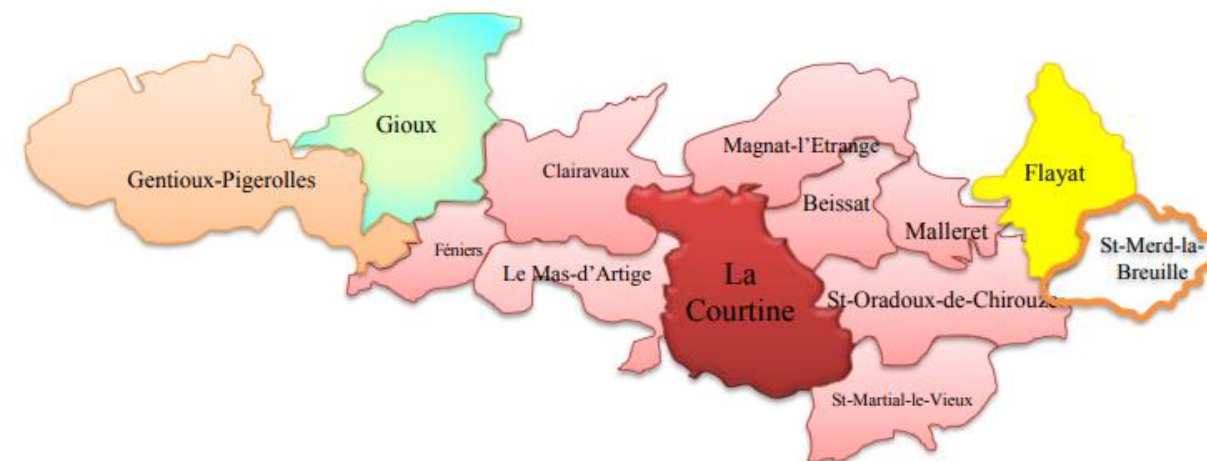 Gioux
Gentioux-Pigerolles
Clairavaux
Magnat-l'Etrange
Flayat
Beissat
Malleret
Féniers
Le Mas-d'Artige
St-Merd-la-
Breuille
La
Courtine
St-Oradoux-de-Chirouze
St-Martial-le-Vieux